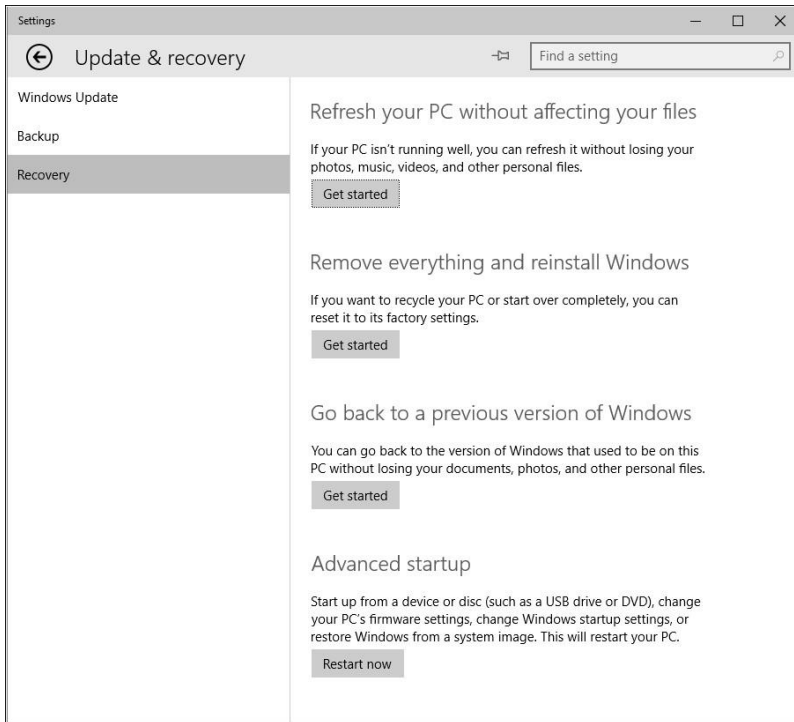 Settings
Update & recovery
Find a setting
Windows Update
Backup
Recovery
Refresh your PC without affecting your files
If your PC isn't running well, you can refresh it without losing your
photos, music, videos, and other personal files.
Get started
Remove everything and reinstall Windows
If you want to recycle your PC or start over completely, you can
reset it to its factory settings.
Get started
Go back to a previous version of Windows
You can go back to the version of Windows that used to be on this
PC without losing your documents, photos, and other personal files.
Get started
Advanced startup
Start up from a device or disc (such as a USB drive or DVD), change
your PC's firmware settings, change Windows startup settings, or
restore Windows from a system image. This will restart your PC.
Restart now